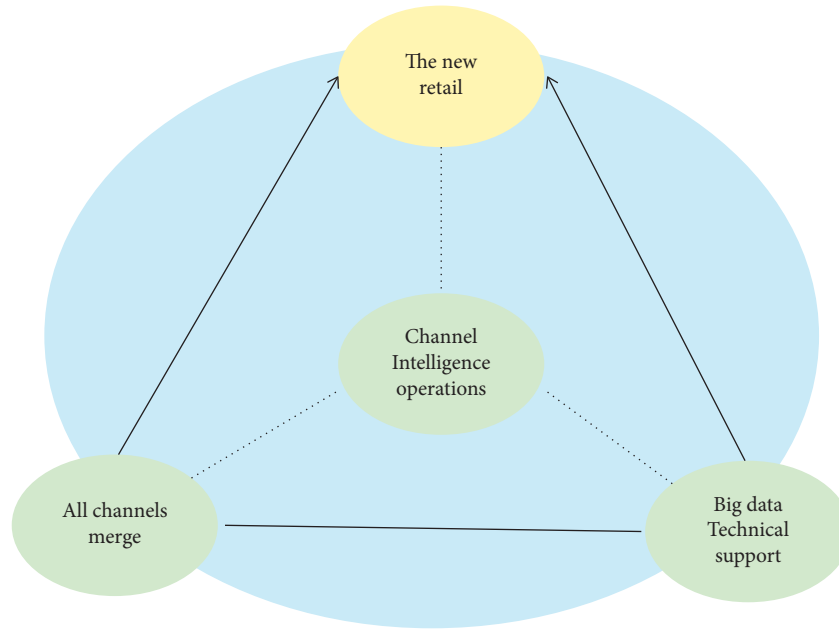 The new
retail
Channel
Intelligence
operations
All channels
merge
Big data
Technical
support